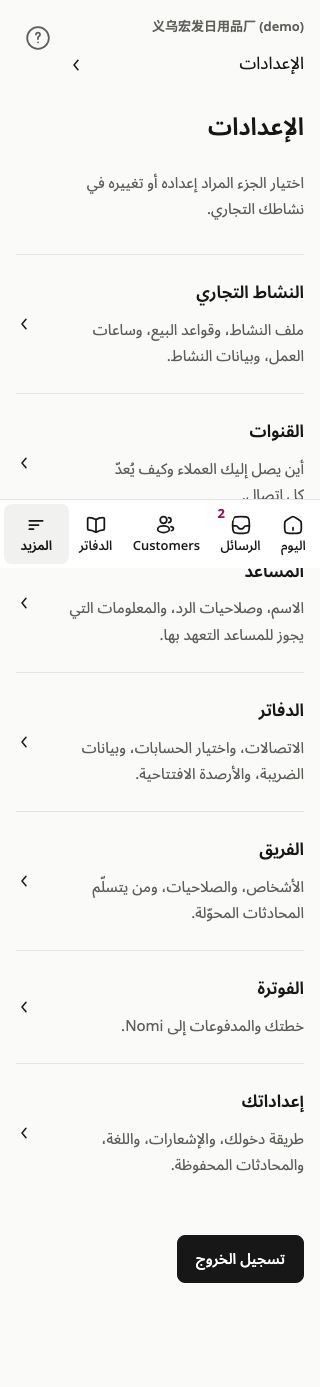 义乌宏发日用品厂 (demo)
الإعدادات
الإعدادات
اختيار الجزء المراد إعداده أو تغييره في
نشاطك التجاري.
النشاط التجاري
ملف النشاط، وقواعد البيع، وساعات
العمل، وبيانات النشاط.
القنوات
أين يصل إليك العملاء وكيف يُعدّ
كل اتصال.
اليوم
الرسائل 2
Customers
الدفاتر
المزيد
المساعد
الاسم، وصلاحيات الرد، والمعلومات التي
يجوز للمساعد التعهد بها.
الدفاتر
الاتصالات، واختيار الحسابات، وبيانات
الضريبة، والأرصدة الافتتاحية.
الفريق
الأشخاص، والصلاحيات، ومن يتسلّم
المحادثات المحوّلة.
الفوترة
خطتك والمدفوعات إلى Nomi.
إعداداتك
طريقة دخولك، والإشعارات، واللغة،
والمحادثات المحفوظة.
تسجيل الخروج